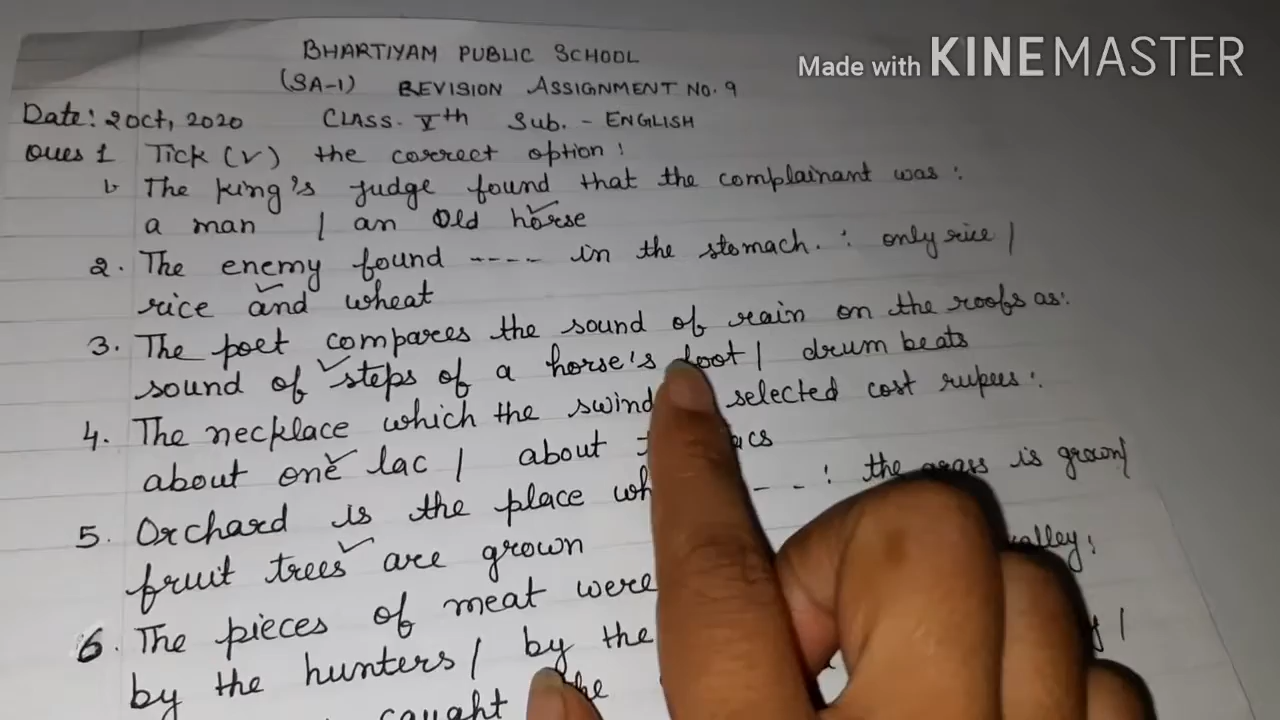 Made with KINEMASTER
BHARTIYAM PUBLIC SCHOOL
(SA-1) REVISION ASSIGNMENT NO. 9
Date: 2 Oct, 2020 CLASS. Vth Sub. - ENGLISH
Ques 1 Tick (✓) the correct option:
1. The king's judge found that the complainant was:
a man / an old horse
2. The enemy found ---- in the stomach. : only rice /
rice and wheat
3. The poet compares the sound of rain on the roofs as:
sound of steps of a horse's foot / drum beats
4. The necklace which the selected cost rupees:
about one lac / about
5. Orchard is the place : the grass is grown /
fruit trees are grown
6. The pieces of meat were valley:
by the hunters / by the
caught